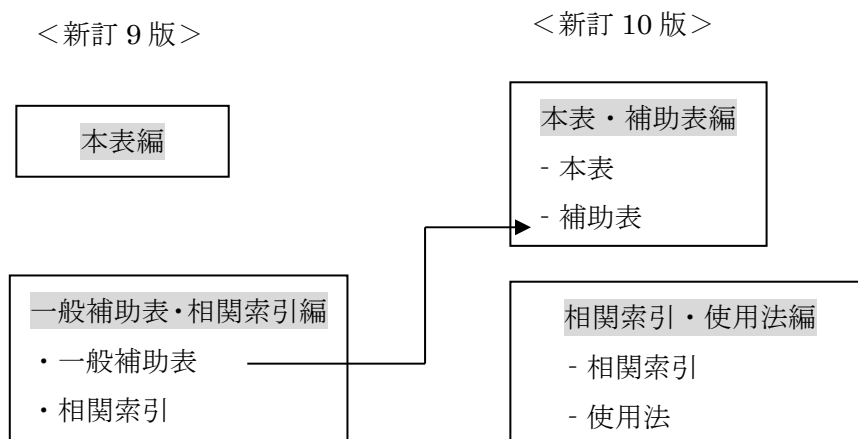 ＜新訂 9 版＞
本表編
一般補助表・相関索引編
・一般補助表
・相関索引
＜新訂 10 版＞
本表・補助表編
‐本表
‐補助表
相関索引・使用法編
‐相関索引
‐使用法